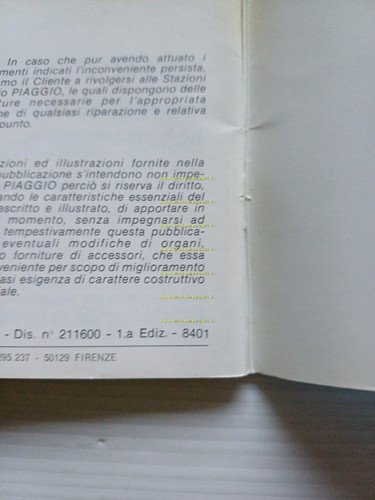 In caso che pur avendo attuato i
menti indicati l'inconveniente persista,
mo il Cliente a rivolgersi alle Stazioni
io PIAGGIO, le quali dispongono delle
ture necessarie per l'appropriata
ne di qualsiasi riparazione e relativa
punto.
zioni ed illustrazioni fornite nella
pubblicazione s'intendono non impe-
PIAGGIO perciò si riserva il diritto,
ando le caratteristiche essenziali del
escritto e illustrato, di apportare in
momento, senza impegnarsi ad
tempestivamente questa pubblica-
eventuali modifiche di organi,
o forniture di accessori, che essa
veniente per scopo di miglioramento
asi esigenza di carattere costruttivo
ale.
- Dis. n° 211600 - 1.a Ediz. - 8401
295.237 - 50129 FIRENZE